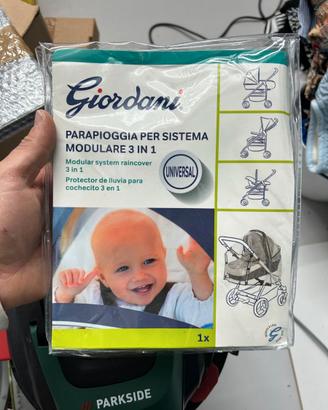 Giordani
PARAPIOGGIA PER SISTEMA
MODULARE 3 IN 1
Modular system raincover
3 in 1
Protector de lluvia para
cochecito 3 en 1
UNIVERSAL
1x
G
PARKSIDE